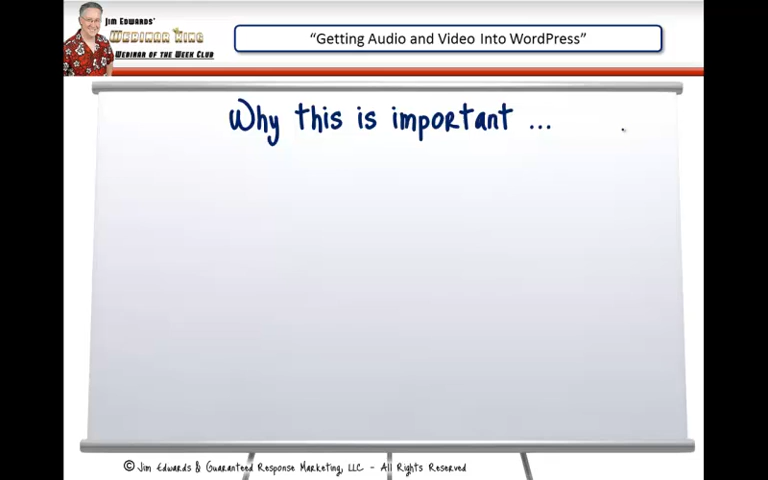 Jim Edwards'
Webinar King
Webinar of the Week Club
"Getting Audio and Video Into WordPress"
Why this is important ...
© Jim Edwards & Guaranteed Response Marketing, LLC - All Rights Reserved